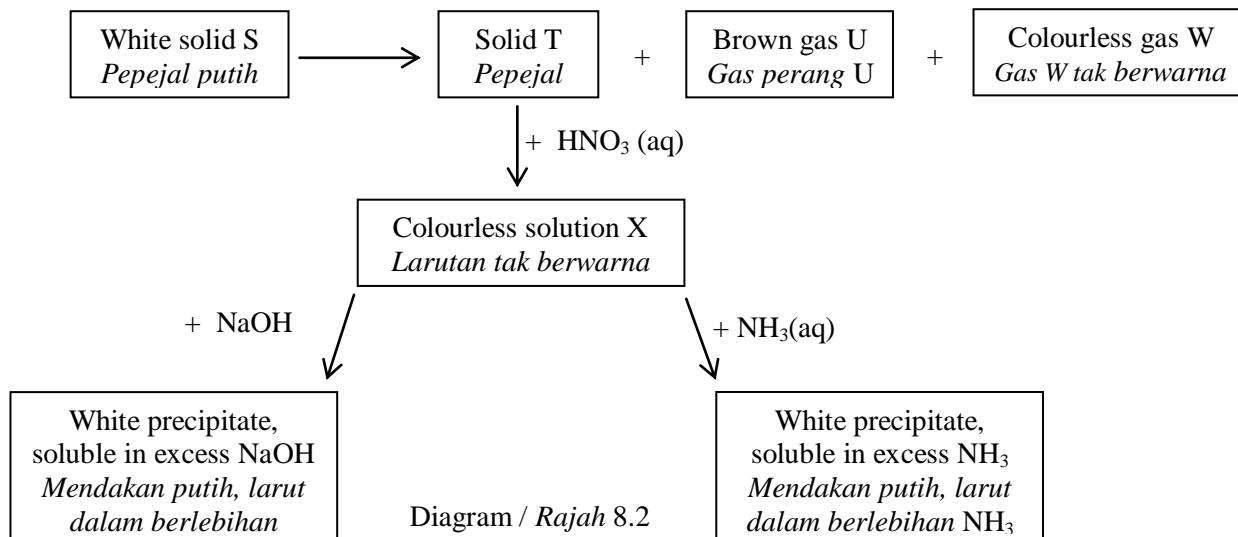 White solid S
Pepejal putih
Solid T
Pepejal
+
Brown gas U
Gas perang U
+
Colourless gas W
Gas W tak berwarna
+ HNO₃ (aq)
Colourless solution X
Larutan tak berwarna
+ NaOH
+ NH₃(aq)
White precipitate,
soluble in excess NaOH
Mendakan putih, larut
dalam berlebihan
White precipitate,
soluble in excess NH₃
Mendakan putih, larut
dalam berlebihan NH₃
Diagram / Rajah 8.2